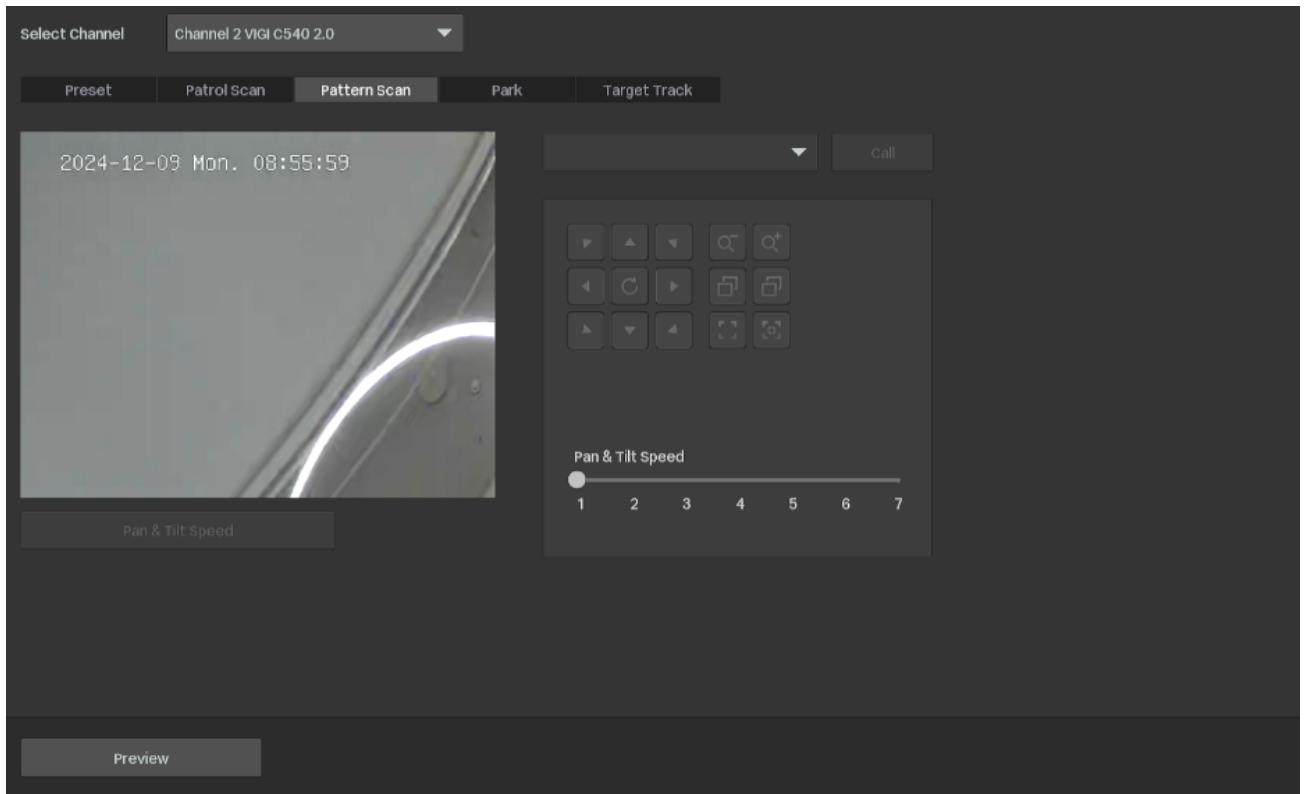 Select Channel
Channel 2 VIGI C540 2.0
Preset
Patrol Scan
Pattern Scan
Park
Target Track
2024-12-09 Mon. 08:55:59
Call
Pan & Tilt Speed
1 2 3 4 5 6 7
Pan & Tilt Speed
Preview